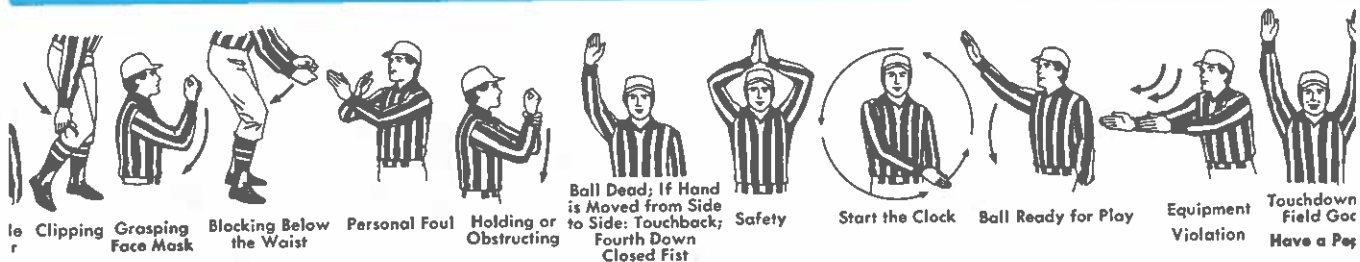 Clipping
Grasping
Face Mask
Blocking Below
the Waist
Personal Foul
Holding or
Obstructing
Ball Dead; If Hand
is Moved from Side
to Side: Touchback;
Fourth Down
Closed Fist
Safety
Start the Clock
Ball Ready for Play
Equipment
Violation
Touchdown
Field
Have a